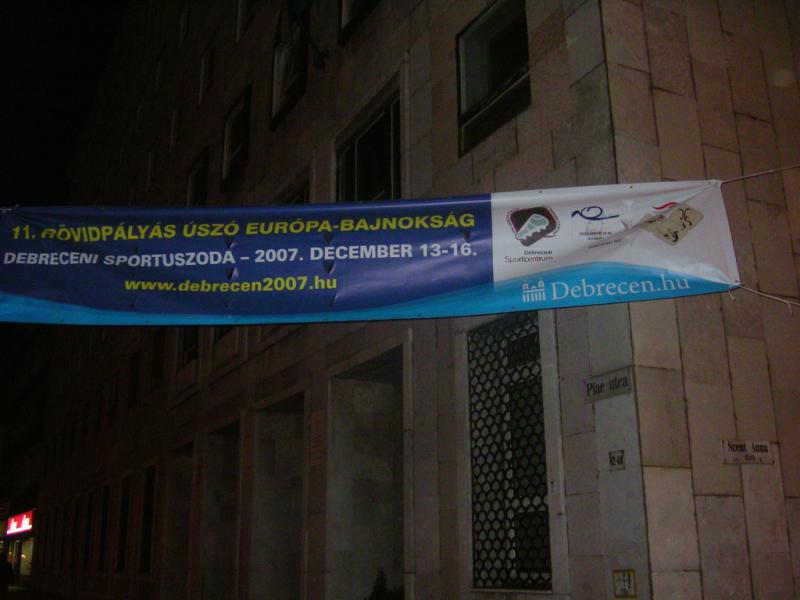 11. RÖVIDPÁLYÁS ÚSZÓ EURÓPA-BAJNOKSÁG
DEBRECENI SPORTUSZODA – 2007. DECEMBER 13-16.
www.debrecen2007.hu
Debreceni
Sportcentrum
Debrecen.hu
Piac utca
Szent Anna
utca